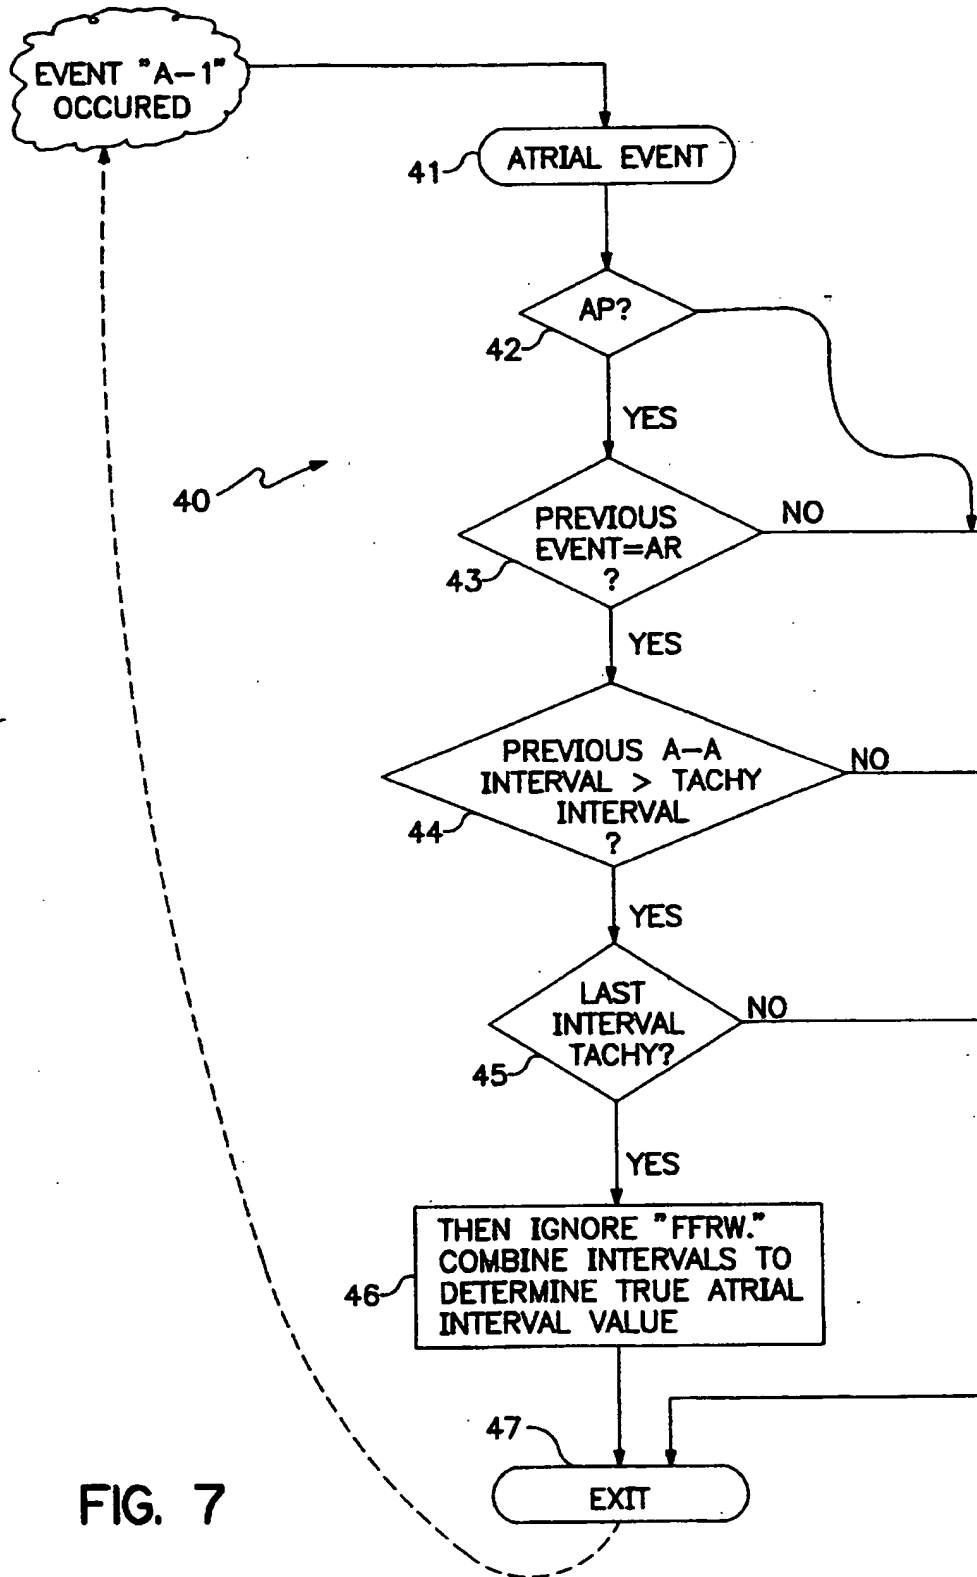 EVENT "A-1"
OCCURED
41
ATRIAL EVENT
AP?
42
YES
40
PREVIOUS
EVENT=AR
?
NO
43
YES
PREVIOUS A-A
INTERVAL > TACHY
INTERVAL
?
NO
44
YES
LAST
INTERVAL
TACHY?
NO
45
YES
THEN IGNORE "FFRW."
COMBINE INTERVALS TO
DETERMINE TRUE ATRIAL
INTERVAL VALUE
46
47
EXIT
FIG. 7